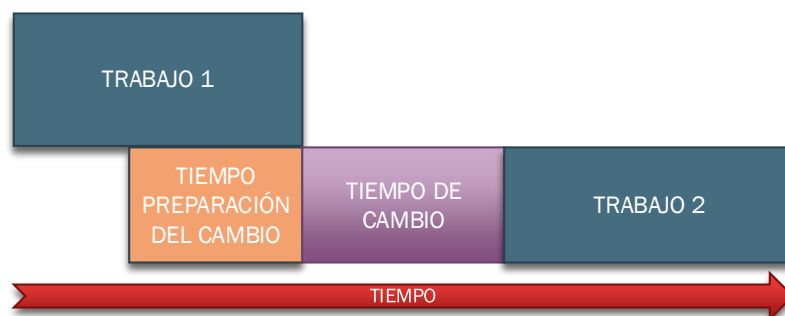 TRABAJO 1
TIEMPO
PREPARACIÓN
DEL CAMBIO
TIEMPO DE
CAMBIO
TRABAJO 2
TIEMPO